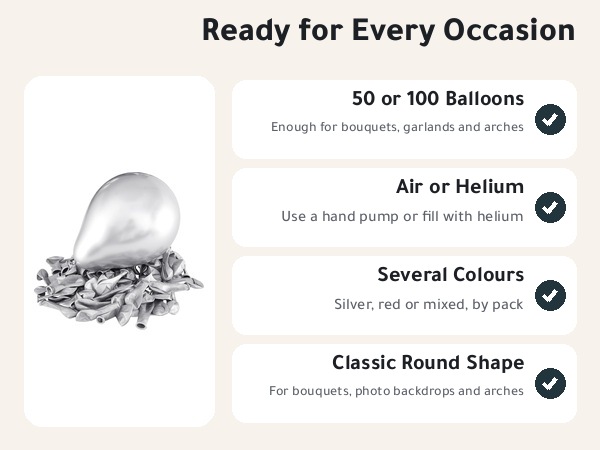 Ready for Every Occasion
50 or 100 Balloons
Enough for bouquets, garlands and arches
Air or Helium
Use a hand pump or fill with helium
Several Colours
Silver, red or mixed, by pack
Classic Round Shape
For bouquets, photo backdrops and arches